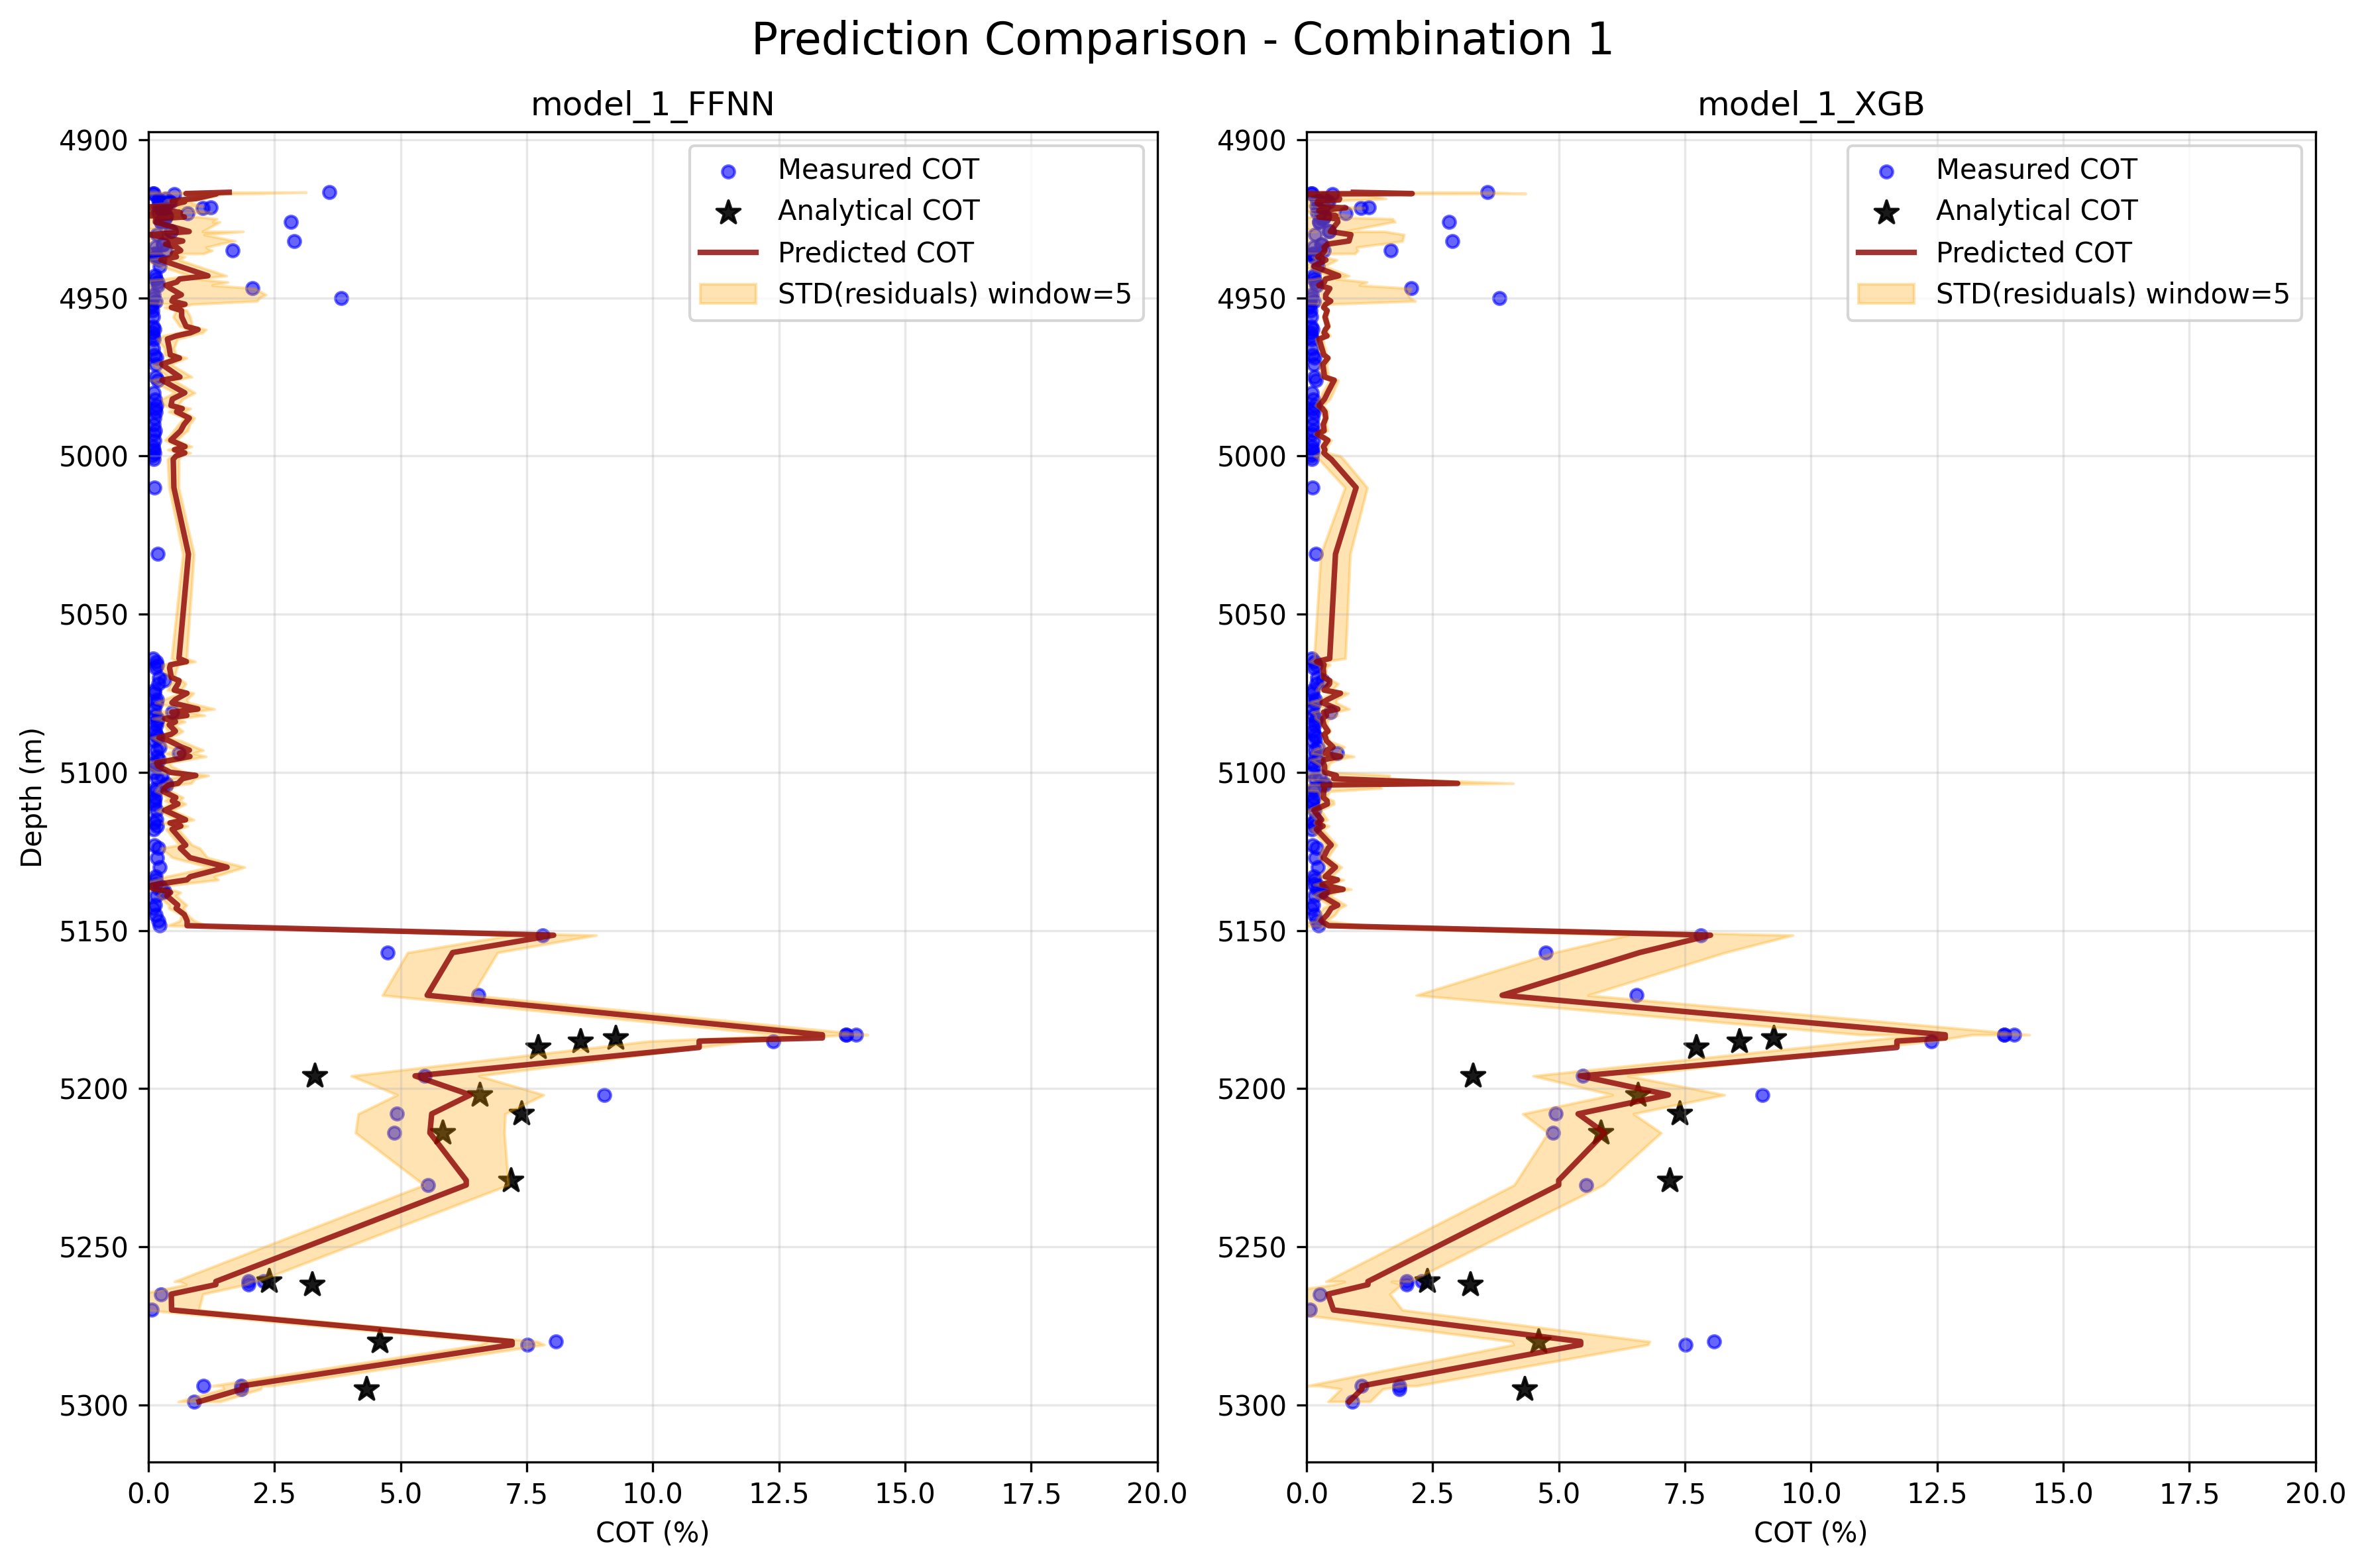 Prediction Comparison - Combination 1
model_1_FFNN
Measured COT
Analytical COT
Predicted COT
STD(residuals) window=5
4900
4950
5000
5050
5100
5150
5200
5250
5300
Depth (m)
0.0 2.5 5.0 7.5 10.0 12.5 15.0 17.5 20.0
COT (%)
model_1_XGB
Measured COT
Analytical COT
Predicted COT
STD(residuals) window=5
4900
4950
5000
5050
5100
5150
5200
5250
5300
0.0 2.5 5.0 7.5 10.0 12.5 15.0 17.5 20.0
COT (%)